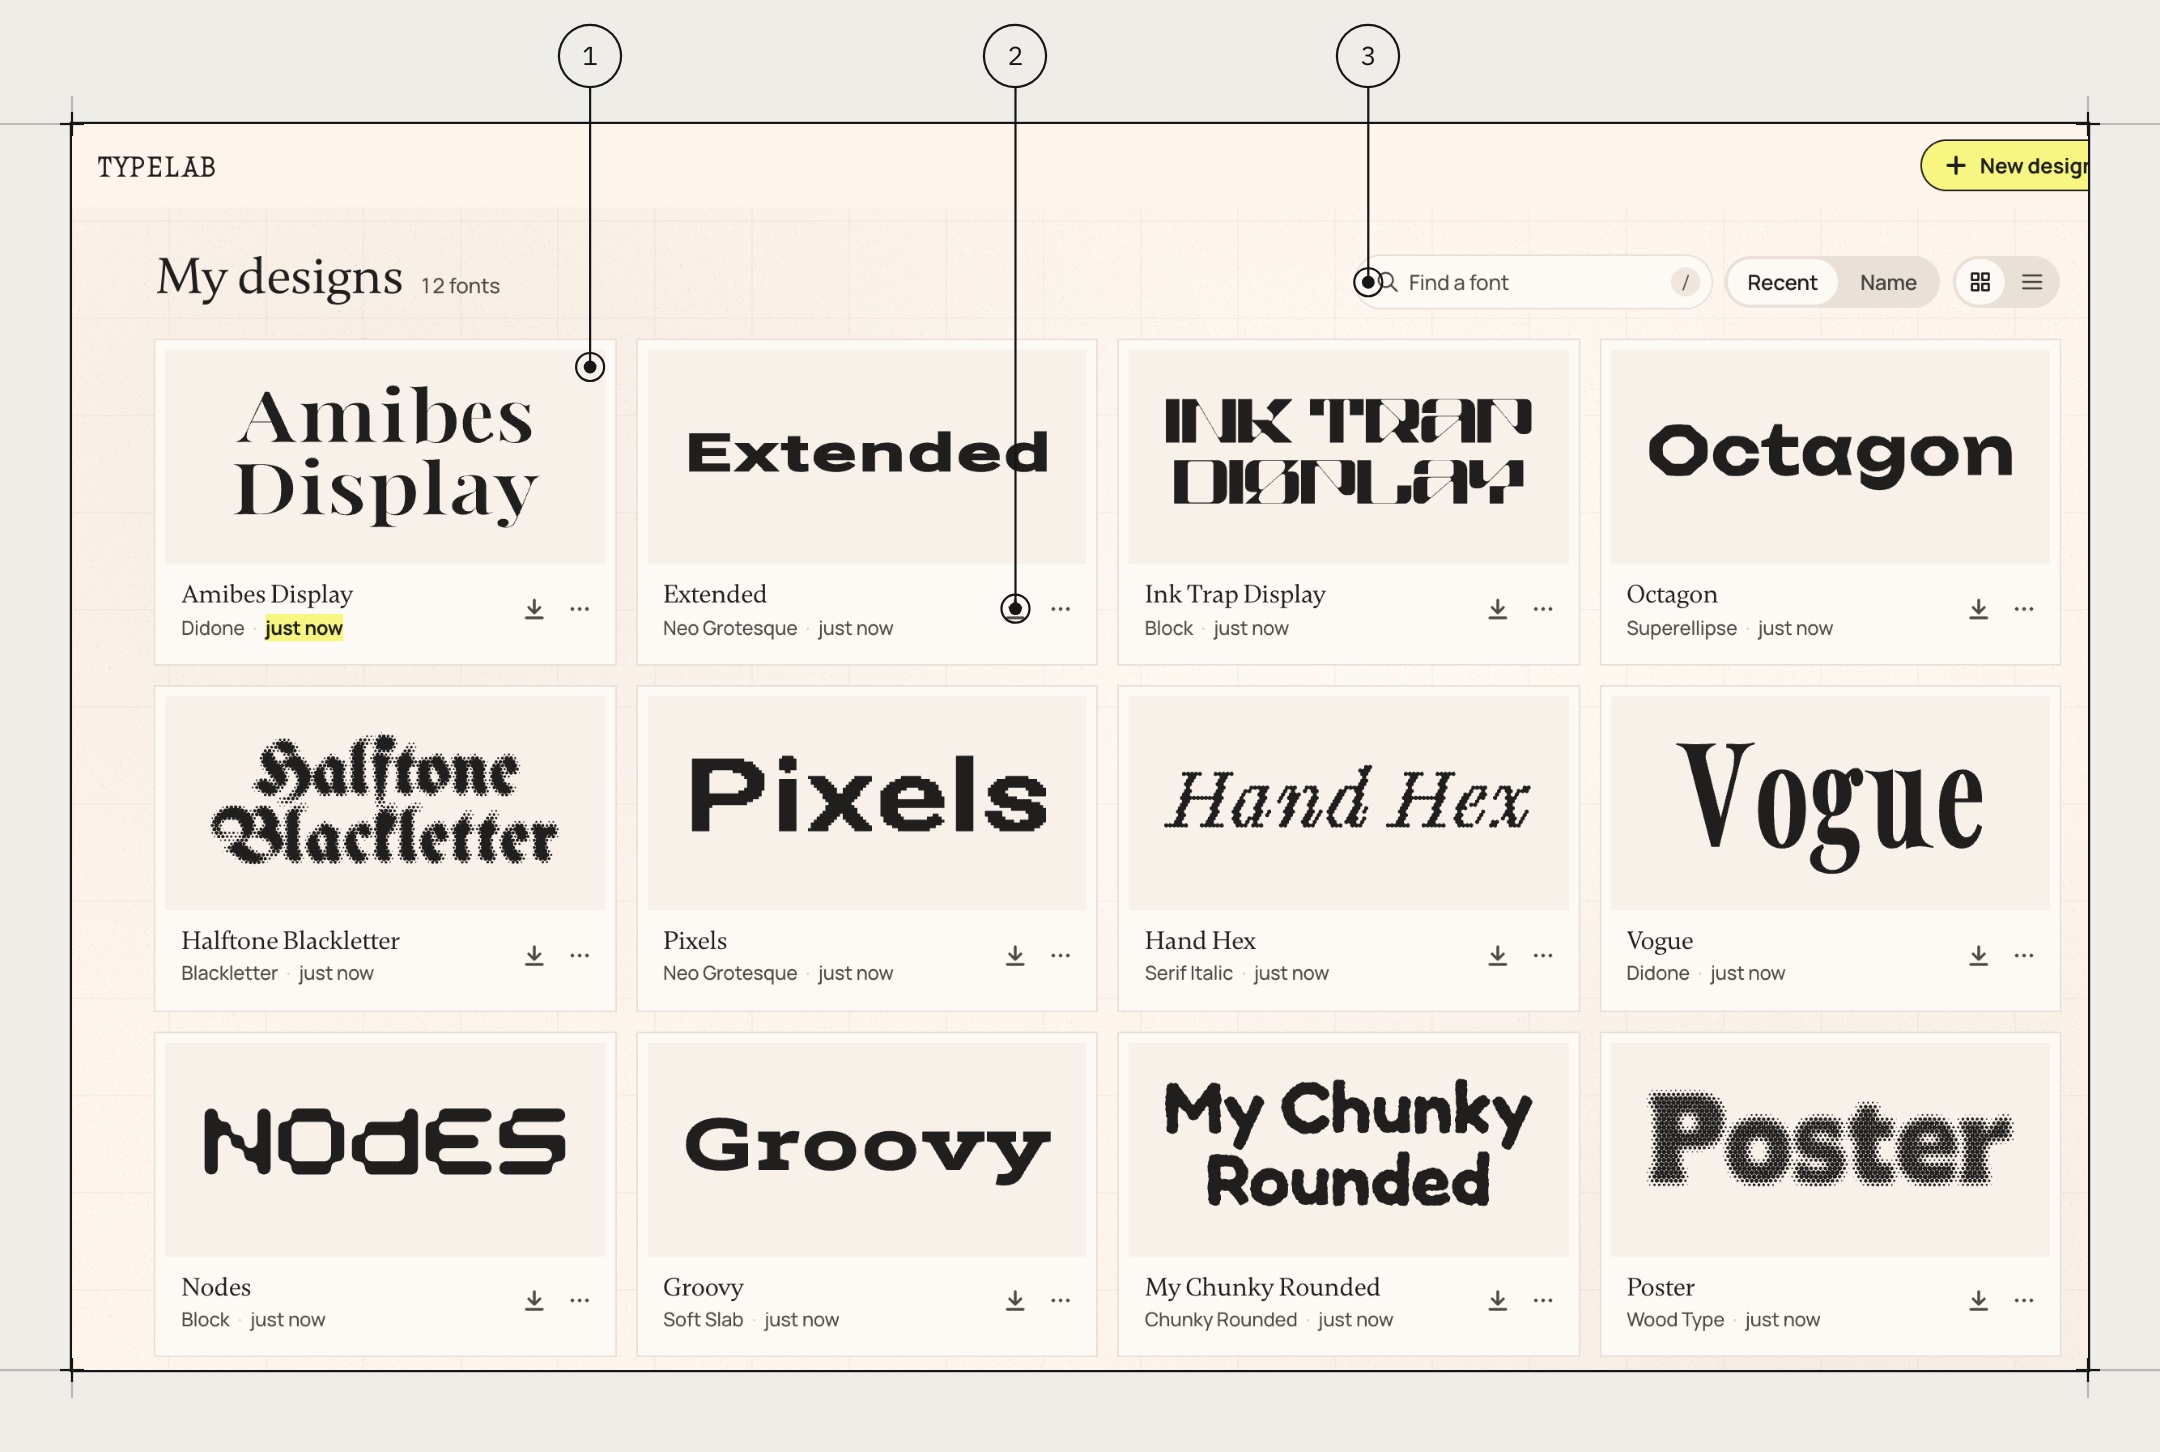 1 2 3
TYPELAB
+ New desig
My designs 12 fonts
Find a font / Recent Name
Amibes
Display
Extended
INK TRAP
DISPLAY
Octagon
Amibes Display
Didone · just now
Extended
Neo Grotesque · just now
Ink Trap Display
Block · just now
Octagon
Superellipse · just now
Halftone
Blackletter
Pixels
Hand Hex
Vogue
Halftone Blackletter
Blackletter · just now
Pixels
Neo Grotesque · just now
Hand Hex
Serif Italic · just now
Vogue
Didone · just now
NOdES
Groovy
My Chunky
Rounded
Poster
Nodes
Block · just now
Groovy
Soft Slab · just now
My Chunky Rounded
Chunky Rounded · just now
Poster
Wood Type · just now